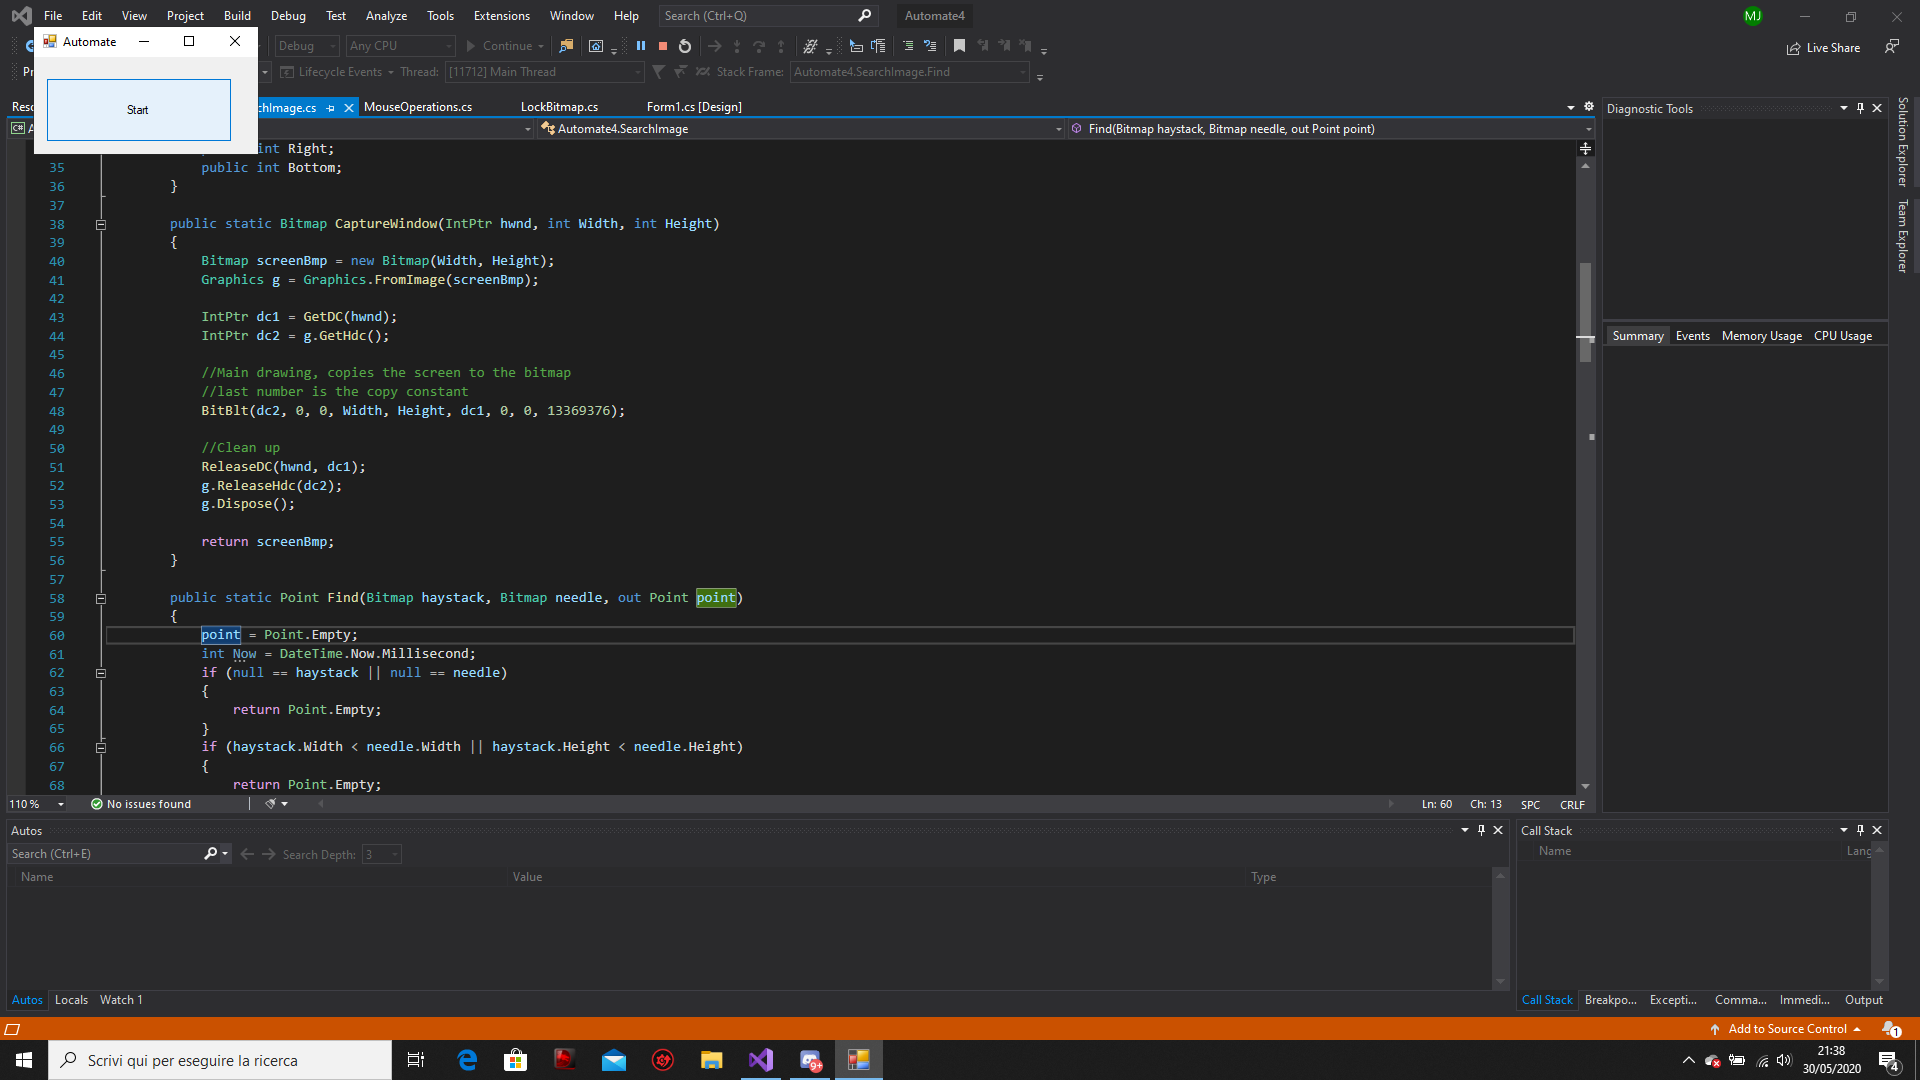 File Edit View Project Build Debug Test Analyze Tools Extensions Window Help Search (Ctrl+Q) Automate4 MJ
Automate
Debug Any CPU Continue Live Share
Lifecycle Events Thread: [11712] Main Thread Stack Frame: Automate4.SearchImage.Find
Start
MouseOperations.cs LockBitmap.cs Form1.cs [Design] Diagnostic Tools
Automate4.SearchImage Find(Bitmap haystack, Bitmap needle, out Point point)
int Right;
35 public int Bottom;
36 }
37
38 public static Bitmap CaptureWindow(IntPtr hwnd, int Width, int Height)
39 {
40 Bitmap screenBmp = new Bitmap(Width, Height);
41 Graphics g = Graphics.FromImage(screenBmp);
42
43 IntPtr dc1 = GetDC(hwnd);
44 IntPtr dc2 = g.GetHdc();
45
46 //Main drawing, copies the screen to the bitmap
47 //last number is the copy constant
48 BitBlt(dc2, 0, 0, Width, Height, dc1, 0, 0, 13369376);
49
50 //Clean up
51 ReleaseDC(hwnd, dc1);
52 g.ReleaseHdc(dc2);
53 g.Dispose();
54
55 return screenBmp;
56 }
57
58 public static Point Find(Bitmap haystack, Bitmap needle, out Point point)
59 {
60 point = Point.Empty;
61 int Now = DateTime.Now.Millisecond;
62 if (null == haystack || null == needle)
63 {
64 return Point.Empty;
65 }
66 if (haystack.Width < needle.Width || haystack.Height < needle.Height)
67 {
68 return Point.Empty;
Solution Explorer
Team Explorer
Summary Events Memory Usage CPU Usage
110 % No issues found Ln: 60 Ch: 13 SPC CRLF
Autos
Search (Ctrl+E) Search Depth: 3
Name Value Type
Call Stack
Name Lang
Autos Locals Watch 1
Call Stack Breakpo... Excepti... Comma... Immedi... Output
Add to Source Control 1
Scrivi qui per eseguire la ricerca
9+
21:38
30/05/2020
4